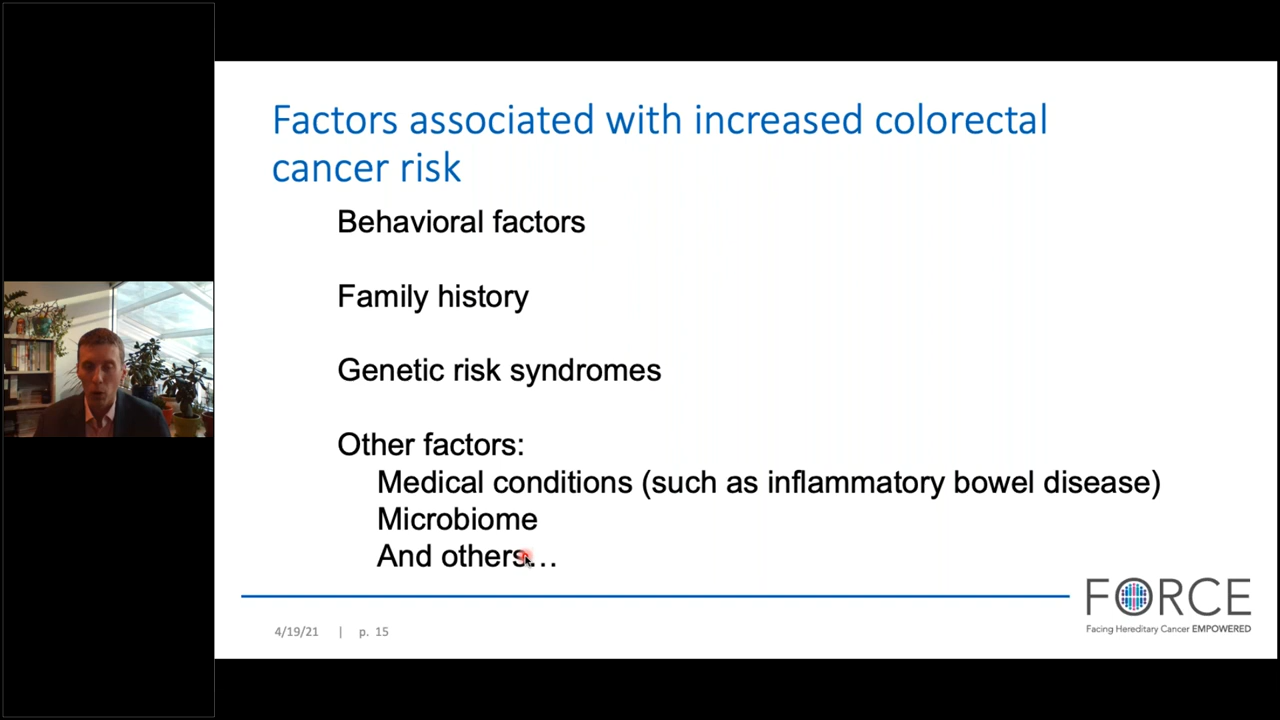 Factors associated with increased colorectal
cancer risk
Behavioral factors
Family history
Genetic risk syndromes
Other factors:
Medical conditions (such as inflammatory bowel disease)
Microbiome
And others…
4/19/21 | p. 15
FORCE
Facing Hereditary Cancer EMPOWERED